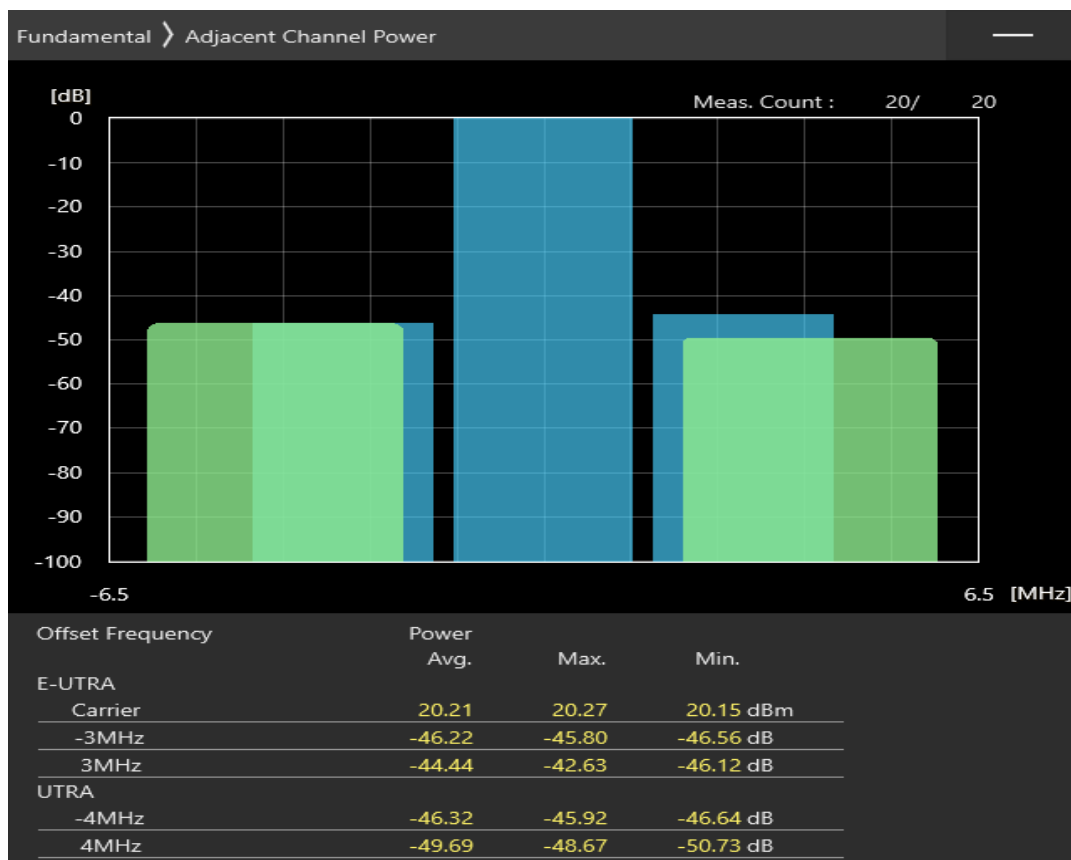 Fundamental 〉 Adjacent Channel Power
[dB]
Meas. Count : 20/ 20
0
-10
-20
-30
-40
-50
-60
-70
-80
-90
-100
-6.5 6.5 [MHz]
Offset Frequency Power
Avg. Max. Min.
E-UTRA
Carrier 20.21 20.27 20.15 dBm
-3MHz -46.22 -45.80 -46.56 dB
3MHz -44.44 -42.63 -46.12 dB
UTRA
-4MHz -46.32 -45.92 -46.64 dB
4MHz -49.69 -48.67 -50.73 dB